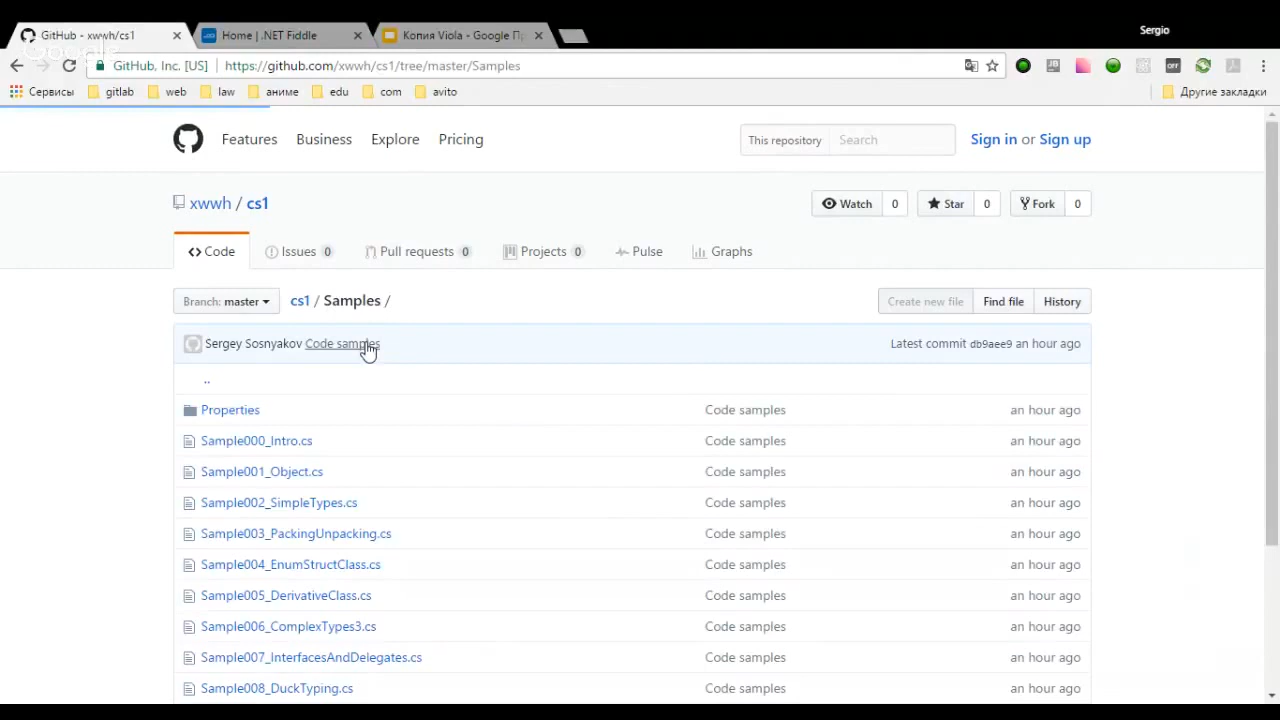 Sergio
GitHub - xwwh/cs1
Home | .NET Fiddle
Копия Viola - Google П
Google
GitHub, Inc. [US] https://github.com/xwwh/cs1/tree/master/Samples
JB
OFF
Сервисы gitlab web law аниме edu com avito Другие закладки
Features Business Explore Pricing This repository Search Sign in or Sign up
xwwh / cs1 Watch 0 Star 0 Fork 0
Code Issues 0 Pull requests 0 Projects 0 Pulse Graphs
Branch: master cs1 / Samples / Create new file Find file History
Sergey Sosnyakov Code samples Latest commit db9aee9 an hour ago
..
Properties Code samples an hour ago
Sample000_Intro.cs Code samples an hour ago
Sample001_Object.cs Code samples an hour ago
Sample002_SimpleTypes.cs Code samples an hour ago
Sample003_PackingUnpacking.cs Code samples an hour ago
Sample004_EnumStructClass.cs Code samples an hour ago
Sample005_DerivativeClass.cs Code samples an hour ago
Sample006_ComplexTypes3.cs Code samples an hour ago
Sample007_InterfacesAndDelegates.cs Code samples an hour ago
Sample008_DuckTyping.cs Code samples an hour ago